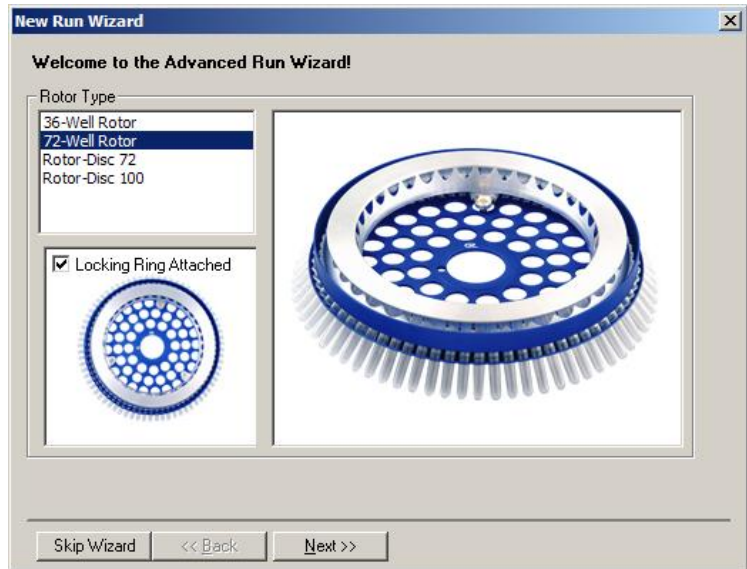 New Run Wizard
Welcome to the Advanced Run Wizard!
Rotor Type
36-Well Rotor
72-Well Rotor
Rotor-Disc 72
Rotor-Disc 100
Locking Ring Attached
Skip Wizard
<< Back
Next >>